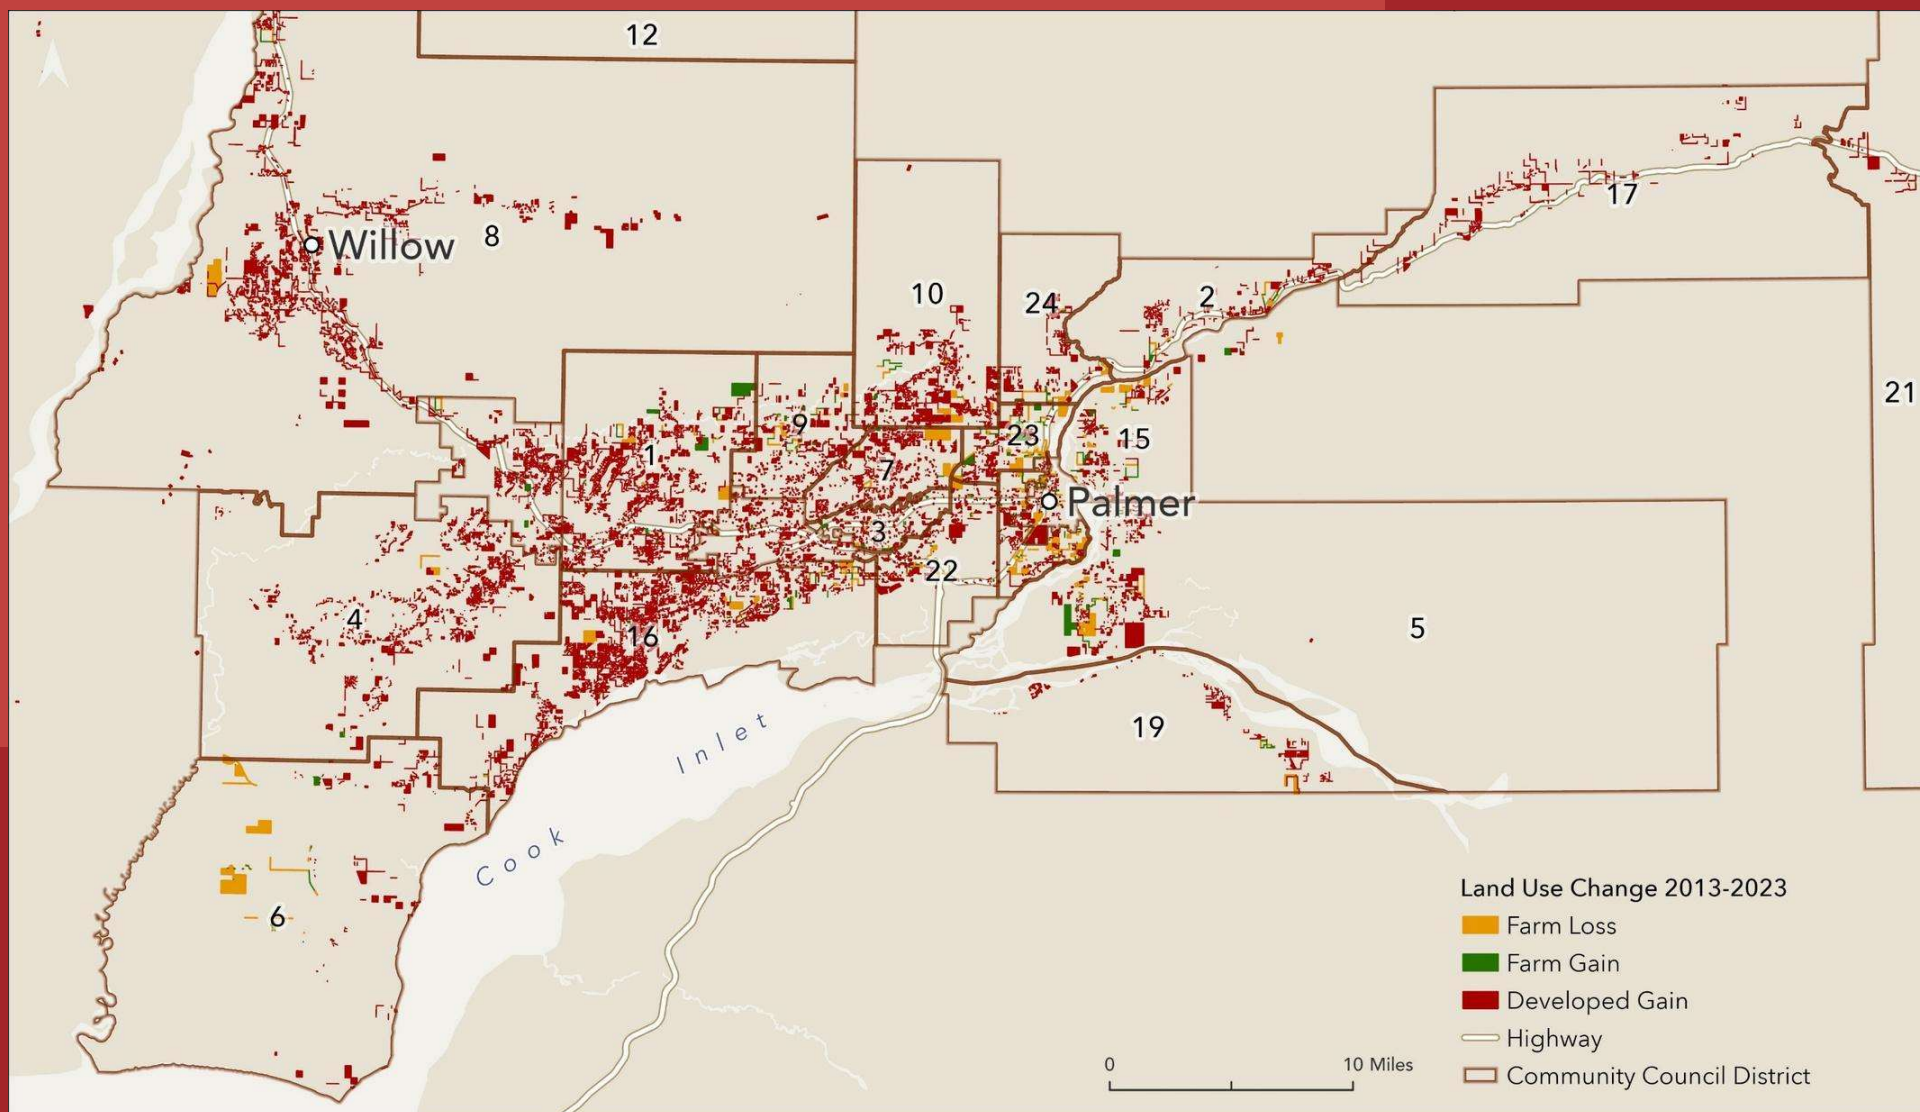 12
17
Willow
8
10
24
2
21
9
23
15
1
7
Palmer
3
22
4
16
5
19
Cook Inlet
6
Land Use Change 2013-2023
Farm Loss
Farm Gain
Developed Gain
Highway
Community Council District
0 10 Miles